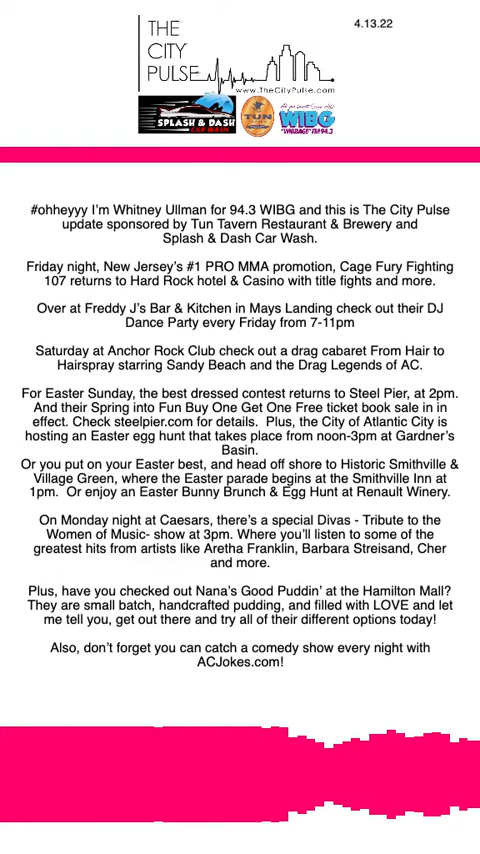 THE
CITY
PULSE
4.13.22
www.TheCityPulse.com
SPLASH & DASH
CAR WASH
TUN
WIBG
"WIBBAGE" FM 94.3
#ohheyyy I'm Whitney Ullman for 94.3 WIBG and this is The City Pulse
update sponsored by Tun Tavern Restaurant & Brewery and
Splash & Dash Car Wash.
Friday night, New Jersey's #1 PRO MMA promotion, Cage Fury Fighting
107 returns to Hard Rock hotel & Casino with title fights and more.
Over at Freddy J's Bar & Kitchen in Mays Landing check out their DJ
Dance Party every Friday from 7-11pm
Saturday at Anchor Rock Club check out a drag cabaret From Hair to
Hairspray starring Sandy Beach and the Drag Legends of AC.
For Easter Sunday, the best dressed contest returns to Steel Pier, at 2pm.
And their Spring into Fun Buy One Get One Free ticket book sale in in
effect. Check steelpier.com for details.  Plus, the City of Atlantic City is
hosting an Easter egg hunt that takes place from noon-3pm at Gardner's
Basin.
Or you put on your Easter best, and head off shore to Historic Smithville &
Village Green, where the Easter parade begins at the Smithville Inn at
1pm.  Or enjoy an Easter Bunny Brunch & Egg Hunt at Renault Winery.
On Monday night at Caesars, there's a special Divas - Tribute to the
Women of Music- show at 3pm. Where you'll listen to some of the
greatest hits from artists like Aretha Franklin, Barbara Streisand, Cher
and more.
Plus, have you checked out Nana's Good Puddin' at the Hamilton Mall?
They are small batch, handcrafted pudding, and filled with LOVE and let
me tell you, get out there and try all of their different options today!
Also, don't forget you can catch a comedy show every night with
ACJokes.com!